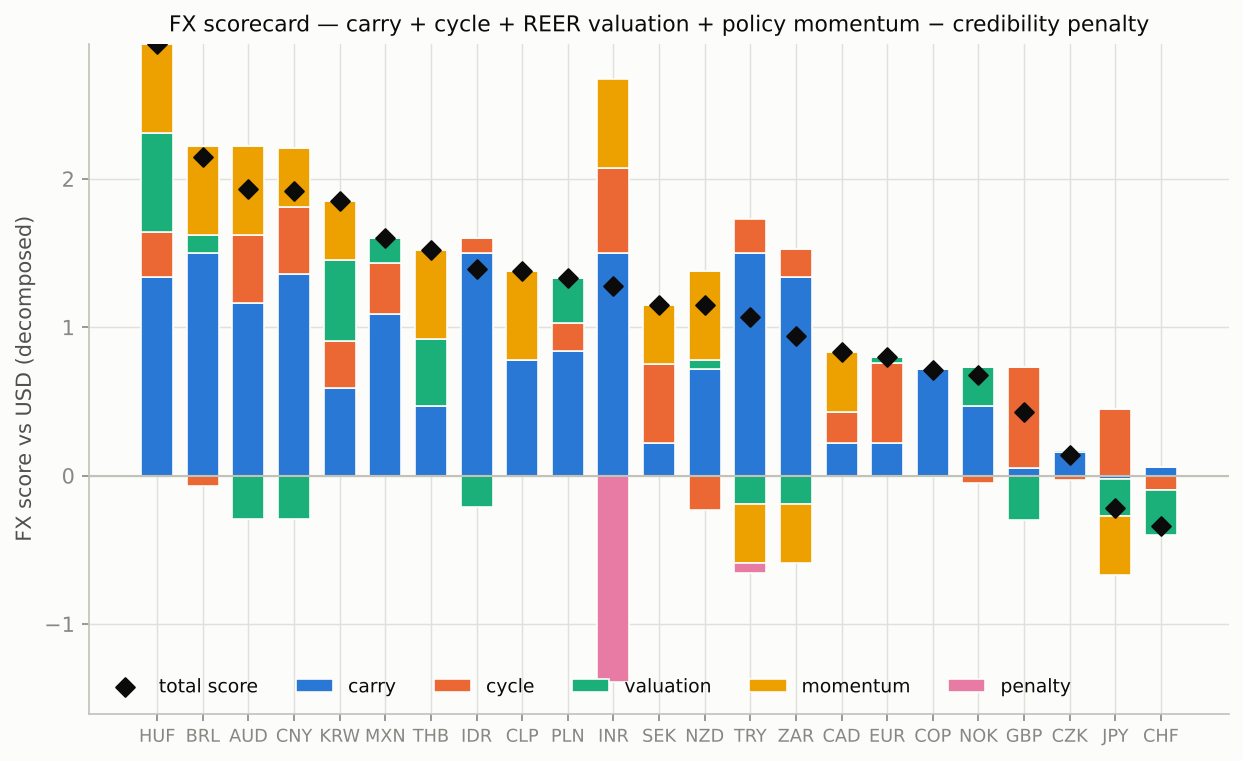 FX scorecard — carry + cycle + REER valuation + policy momentum − credibility penalty
FX score vs USD (decomposed)
2
1
0
−1
total score carry cycle valuation momentum penalty
HUF BRL AUD CNY KRW MXN THB IDR CLP PLN INR SEK NZD TRY ZAR CAD EUR COP NOK GBP CZK JPY CHF